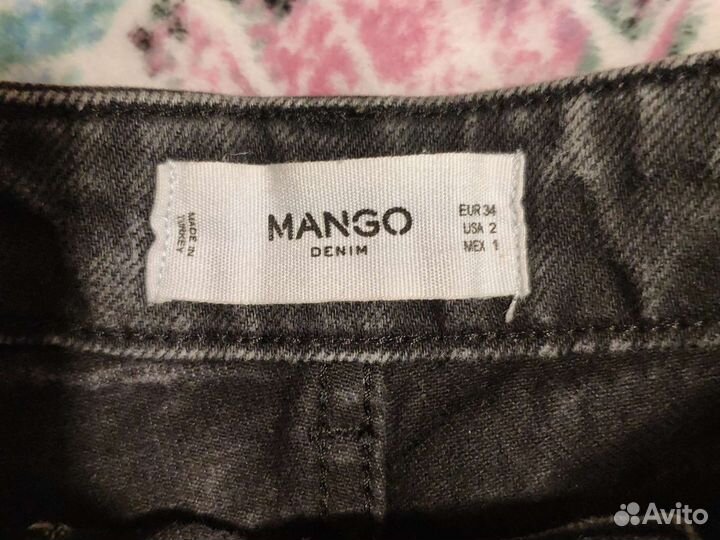 MADE IN
TURKEY
MANGO
DENIM
EUR 34
USA 2
MEX 1
Avito